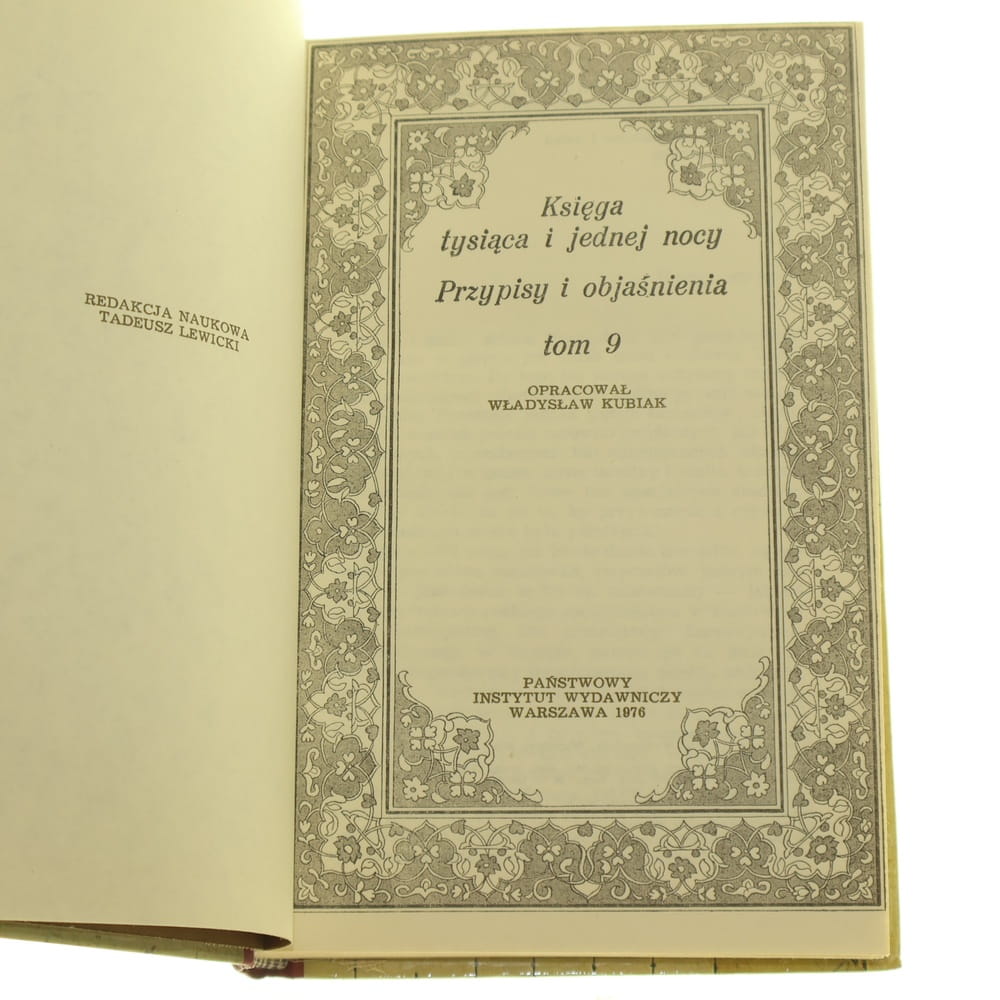 REDAKCJA NAUKOWA
TADEUSZ LEWICKI
Księga
tysiąca i jednej nocy
Przypisy i objaśnienia
tom 9
OPRACOWAŁ
WŁADYSŁAW KUBIAK
PAŃSTWOWY
INSTYTUT WYDAWNICZY
WARSZAWA 1976